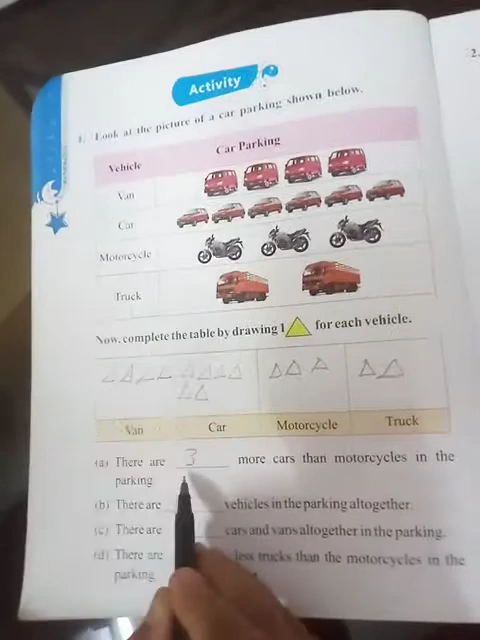 Activity
2.
1. Look at the picture of a car parking shown below.
Vehicle Car Parking
Van
Car
Motorcycle
Truck
Now, complete the table by drawing 1 for each vehicle.
Van Car Motorcycle Truck
(a) There are 3 more cars than motorcycles in the
parking
(b) There are vehicles in the parking altogether.
(c) There are cars and vans altogether in the parking.
(d) There are less trucks than the motorcycles in the
parking